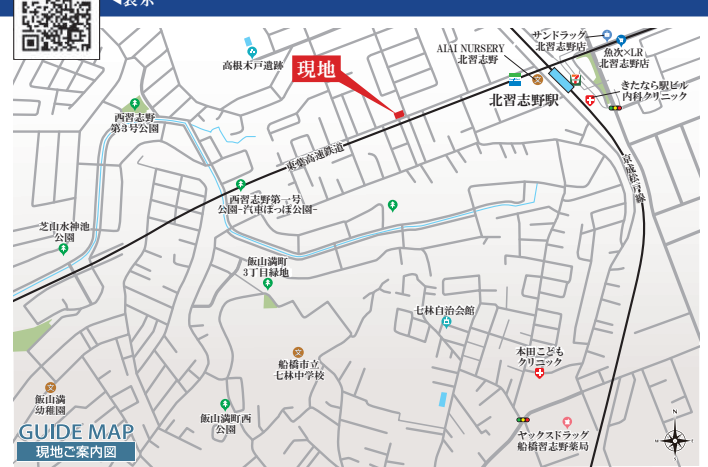 ◀表示
サンドラッグ
北習志野店
魚次×LR
北習志野店
AIAI NURSERY
北習志野
高根木戸遺跡
現地
北習志野駅
きたなら駅ビル
内科クリニック
西習志野
第3号公園
東葉高速鉄道
京成松戸線
西習志野第一号
公園-汽車ぽっぽ公園-
芝山水神池
公園
飯山満町
3丁目緑地
七林自治会館
本田こども
クリニック
船橋市立
七林中学校
飯山満
幼稚園
飯山満町西
公園
ヤックスドラッグ
船橋習志野薬局
GUIDE MAP
現地ご案内図
文
文
文
7
N
S
W
E